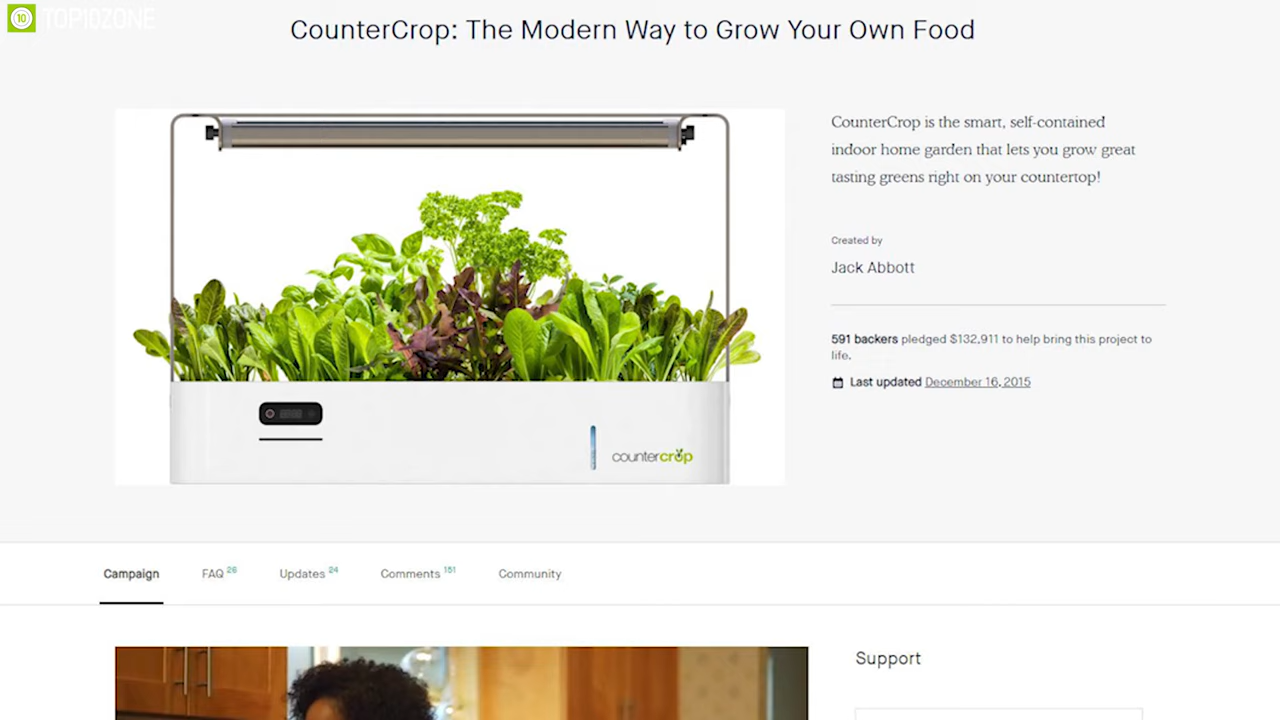 10 TOPICZONE
CounterCrop: The Modern Way to Grow Your Own Food
CounterCrop is the smart, self-contained
indoor home garden that lets you grow great
tasting greens right on your countertop!
Created by
Jack Abbott
591 backers pledged $132,911 to help bring this project to
life.
Last updated December 16, 2015
countercrop
Campaign FAQ 26 Updates 24 Comments 151 Community
Support